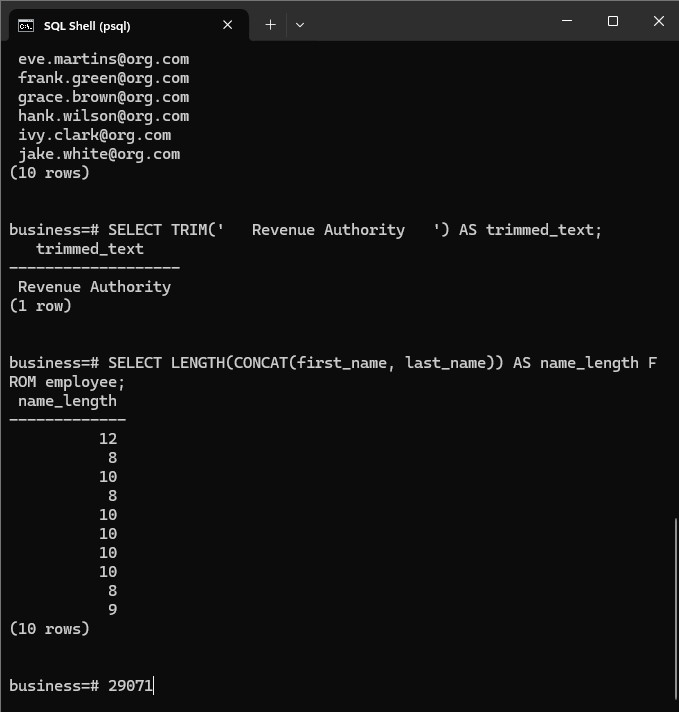 SQL Shell (psql)
eve.martins@org.com
frank.green@org.com
grace.brown@org.com
hank.wilson@org.com
ivy.clark@org.com
jake.white@org.com
(10 rows)
business=# SELECT TRIM('   Revenue Authority   ') AS trimmed_text;
trimmed_text
-------------------
Revenue Authority
(1 row)
business=# SELECT LENGTH(CONCAT(first_name, last_name)) AS name_length F
ROM employee;
name_length
-------------
12
8
10
8
10
10
10
10
8
9
(10 rows)
business=# 29071